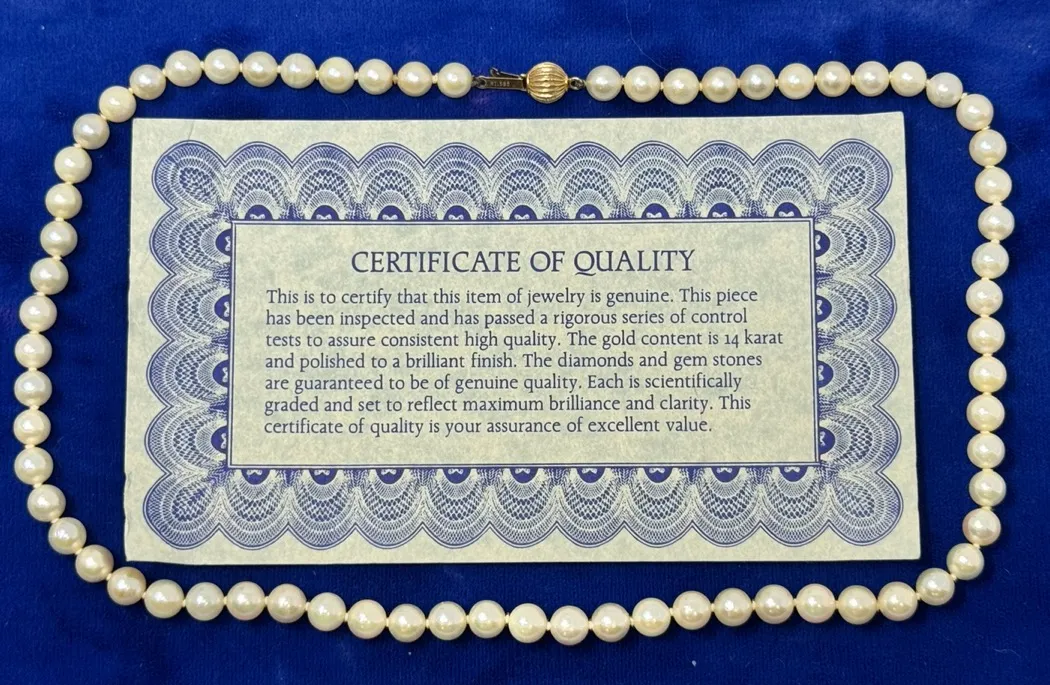 CERTIFICATE OF QUALITY
This is to certify that this item of jewelry is genuine. This piece
has been inspected and has passed a rigorous series of control
tests to assure consistent high quality. The gold content is 14 karat
and polished to a brilliant finish. The diamonds and gem stones
are guaranteed to be of genuine quality. Each is scientifically
graded and set to reflect maximum brilliance and clarity. This
certificate of quality is your assurance of excellent value.